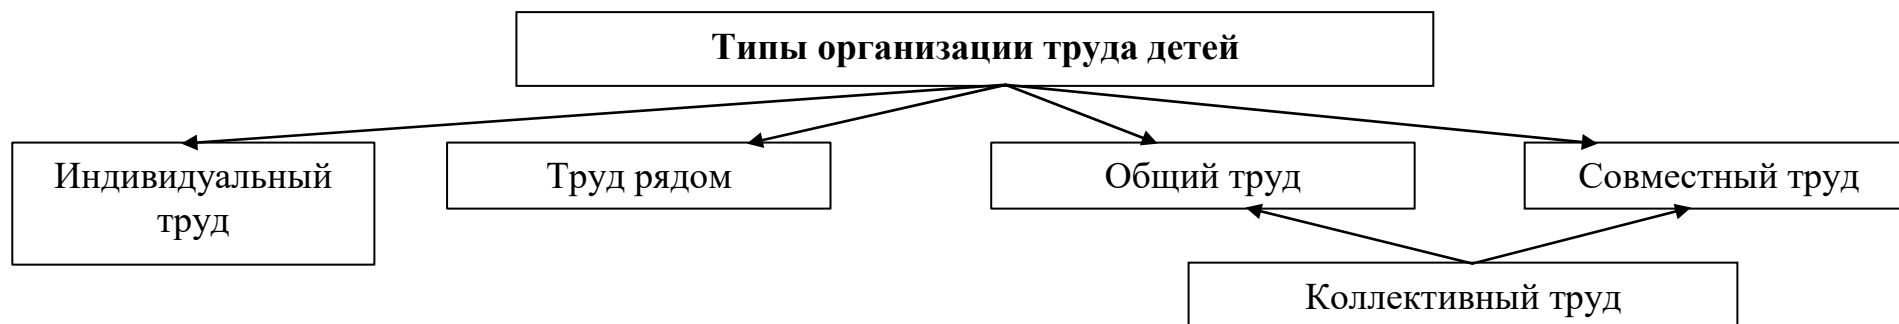 Типы организации труда детей
Индивидуальный
труд
Труд рядом
Общий труд
Совместный труд
Коллективный труд